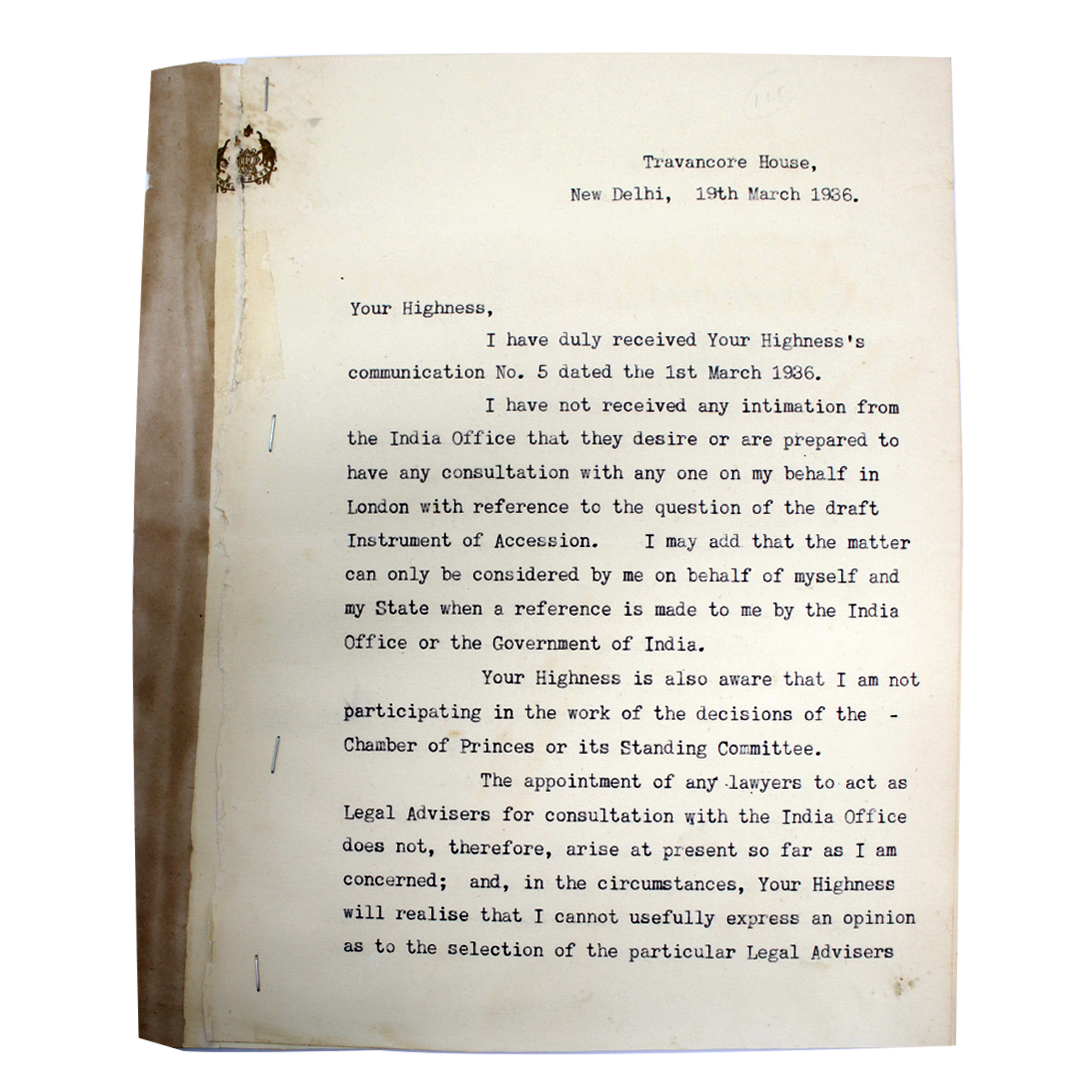 Travancore House,
New Delhi, 19th March 1936.
Your Highness,
I have duly received Your Highness's
communication No. 5 dated the 1st March 1936.
I have not received any intimation from
the India Office that they desire or are prepared to
have any consultation with any one on my behalf in
London with reference to the question of the draft
Instrument of Accession. I may add that the matter
can only be considered by me on behalf of myself and
my State when a reference is made to me by the India
Office or the Government of India.
Your Highness is also aware that I am not
participating in the work of the decisions of the -
Chamber of Princes or its Standing Committee.
The appointment of any lawyers to act as
Legal Advisers for consultation with the India Office
does not, therefore, arise at present so far as I am
concerned; and, in the circumstances, Your Highness
will realise that I cannot usefully express an opinion
as to the selection of the particular Legal Advisers